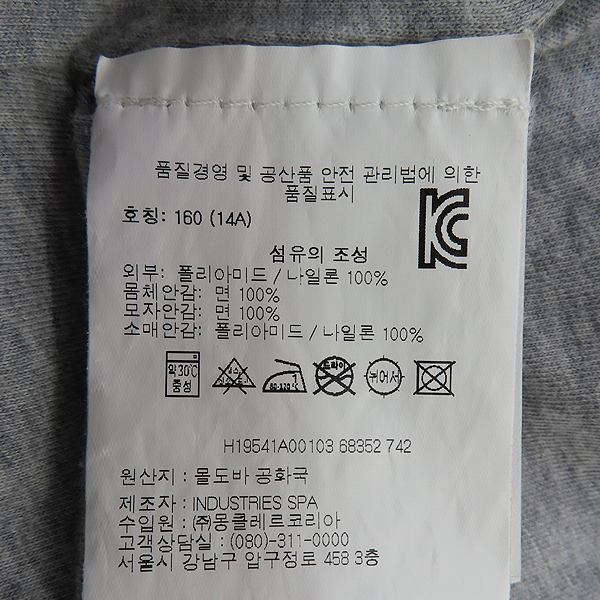 품질경영 및 공산품 안전 관리법에 의한
품질표시
호칭: 160 (14A)
섬유의 조성
외부: 폴리아미드 / 나일론 100%
몸체안감: 면 100%
모자안감: 면 100%
소매안감: 폴리아미드 / 나일론 100%
약30℃
중성
80-120℃
드라이
뉘어서
H19541A00103 68352 742
원산지 : 몰도바 공화국
제조자 : INDUSTRIES SPA
수입원 : ㈜몽클레르코리아
고객상담실 : (080)-311-0000
서울시 강남구 압구정로 458 3층